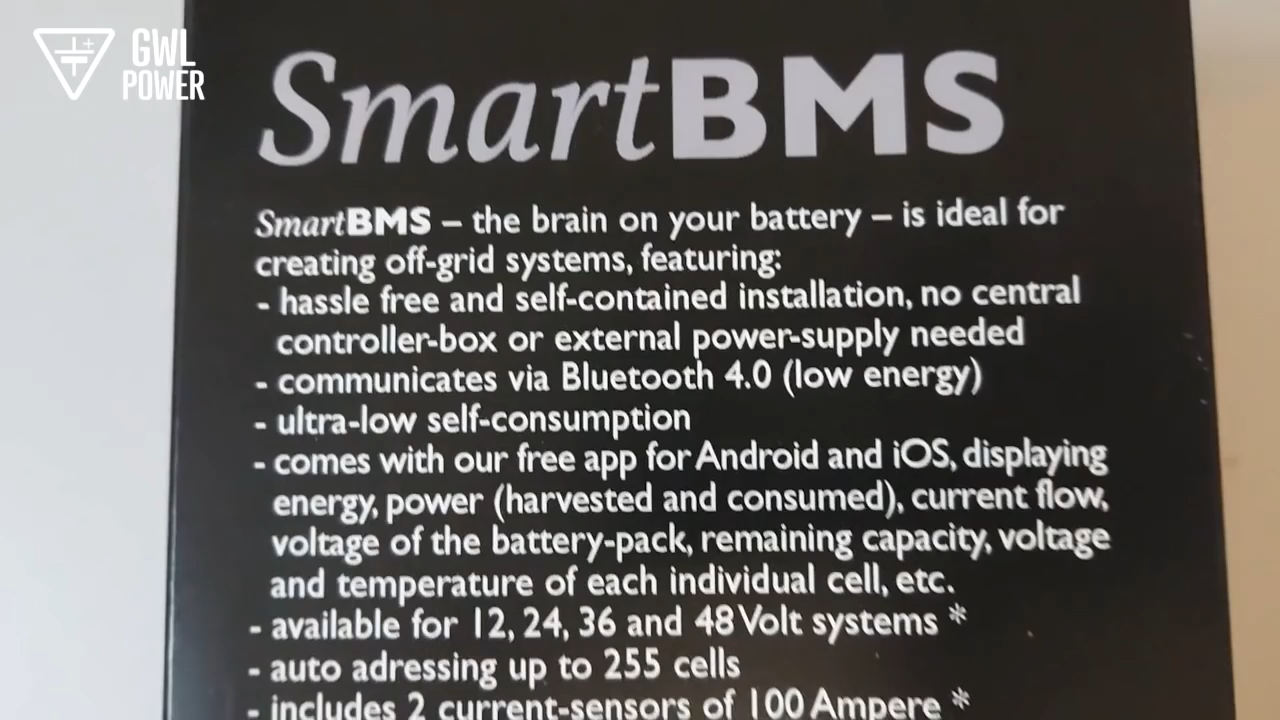 GWL
POWER
SmartBMS
SmartBMS – the brain on your battery – is ideal for
creating off-grid systems, featuring:
- hassle free and self-contained installation, no central
controller-box or external power-supply needed
- communicates via Bluetooth 4.0 (low energy)
- ultra-low self-consumption
- comes with our free app for Android and iOS, displaying
energy, power (harvested and consumed), current flow,
voltage of the battery-pack, remaining capacity, voltage
and temperature of each individual cell, etc.
- available for 12, 24, 36 and 48 Volt systems *
- auto adressing up to 255 cells
- includes 2 current-sensors of 100 Ampere *